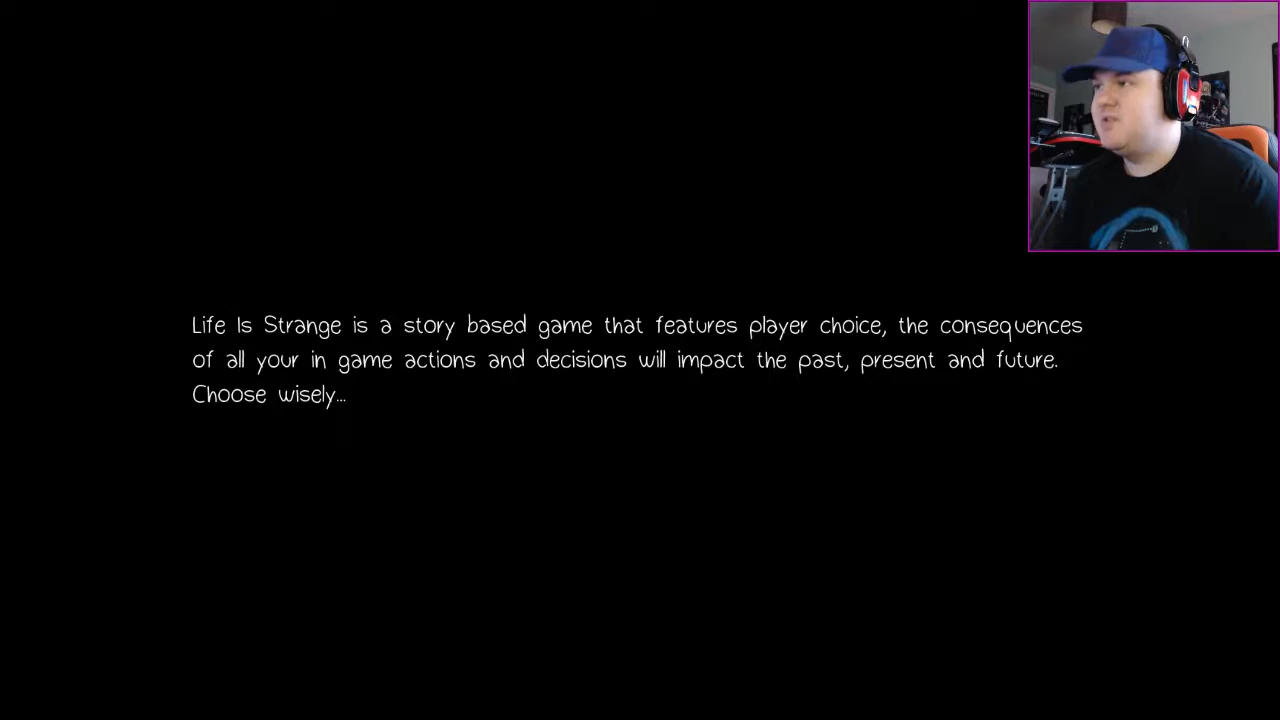 Life Is Strange is a story based game that features player choice, the consequences
of all your in game actions and decisions will impact the past, present and future.
Choose wisely...